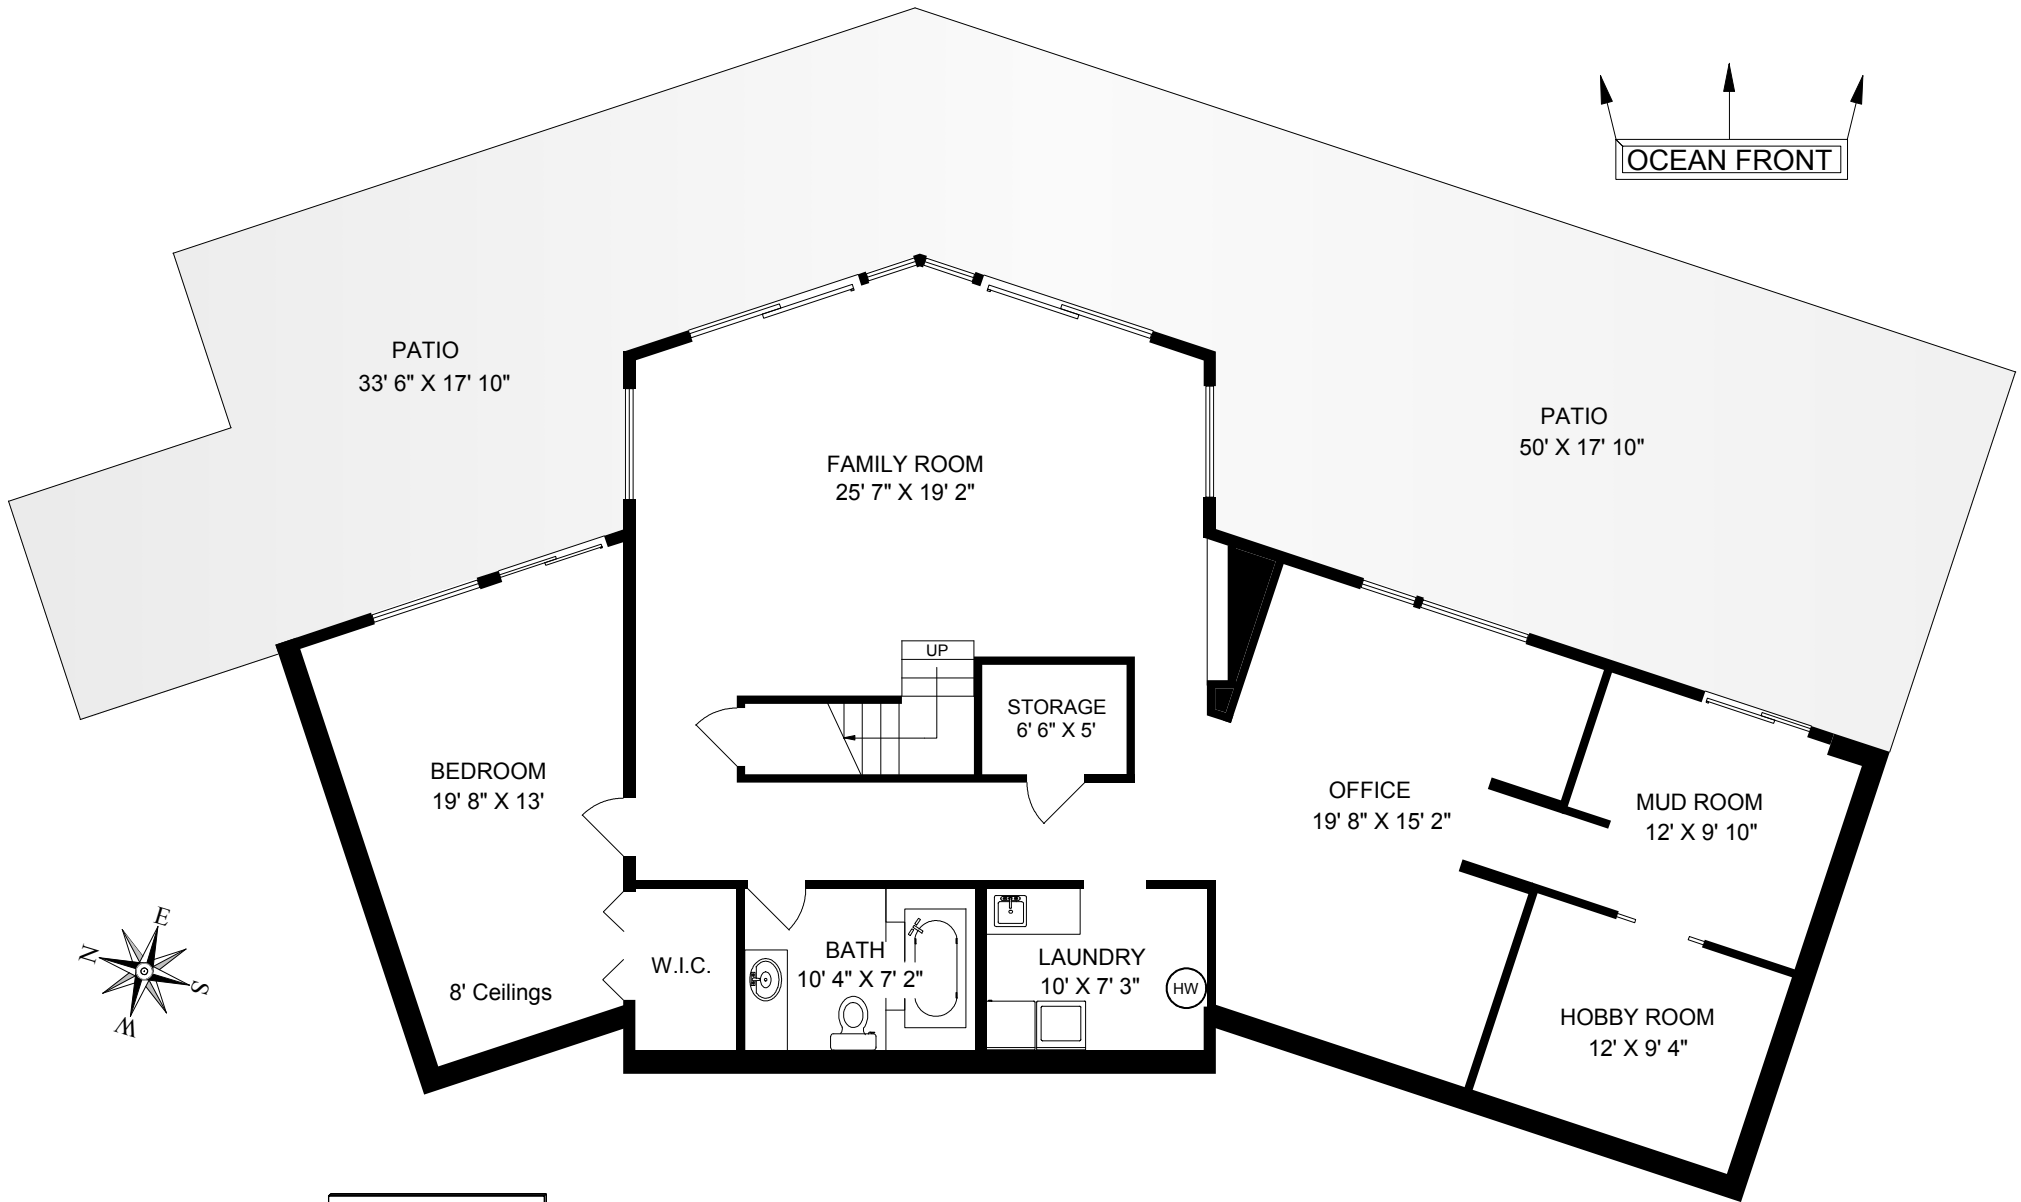 OCEAN FRONT
PATIO
33' 6" X 17' 10"
PATIO
50' X 17' 10"
FAMILY ROOM
25' 7" X 19' 2"
UP
STORAGE
6' 6" X 5'
BEDROOM
19' 8" X 13'
OFFICE
19' 8" X 15' 2"
MUD ROOM
12' X 9' 10"
E
N
S
W
8' Ceilings
W.I.C.
BATH
10' 4" X 7' 2"
LAUNDRY
10' X 7' 3"
HW
HOBBY ROOM
12' X 9' 4"